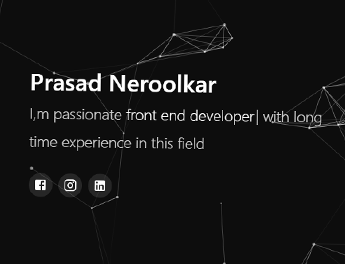 Prasad Neroolkar
I,m passionate front end developer| with long
time experience in this field